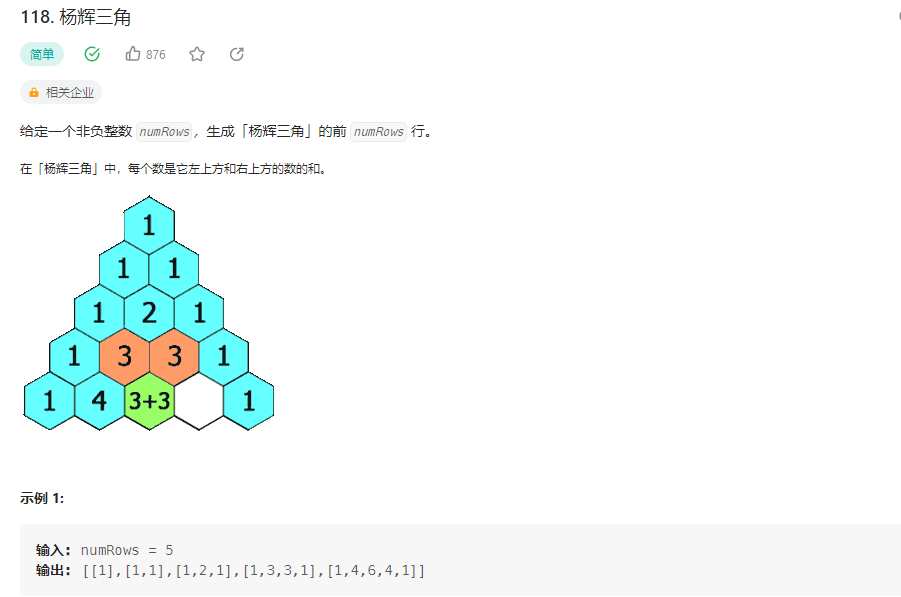 118. 杨辉三角
简单 876
相关企业
给定一个非负整数 numRows，生成「杨辉三角」的前 numRows 行。
在「杨辉三角」中，每个数是它左上方和右上方的数的和。
1
1 1
1 2 1
1 3 3 1
1 4 3+3 1
示例 1:
输入: numRows = 5
输出: [[1],[1,1],[1,2,1],[1,3,3,1],[1,4,6,4,1]]